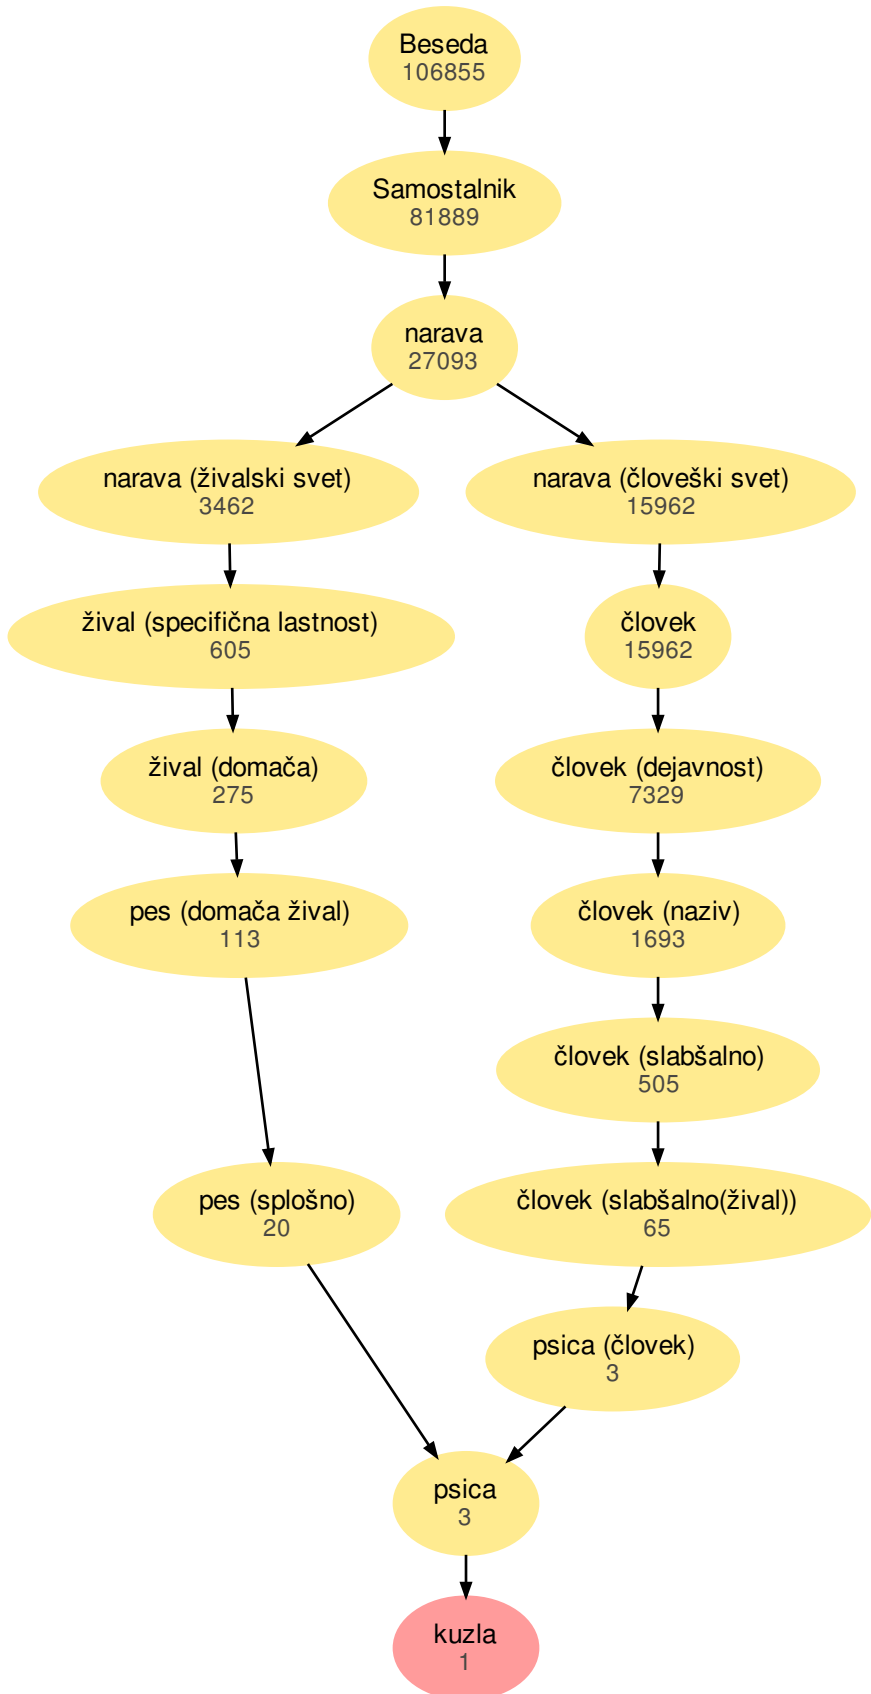 Beseda
106855
Samostalnik
81889
narava
27093
narava (živalski svet)
3462
narava (človeški svet)
15962
žival (specifična lastnost)
605
človek
15962
žival (domača)
275
človek (dejavnost)
7329
pes (domača žival)
113
človek (naziv)
1693
človek (slabšalno)
505
pes (splošno)
20
človek (slabšalno(žival))
65
psica (človek)
3
psica
3
kuzla
1